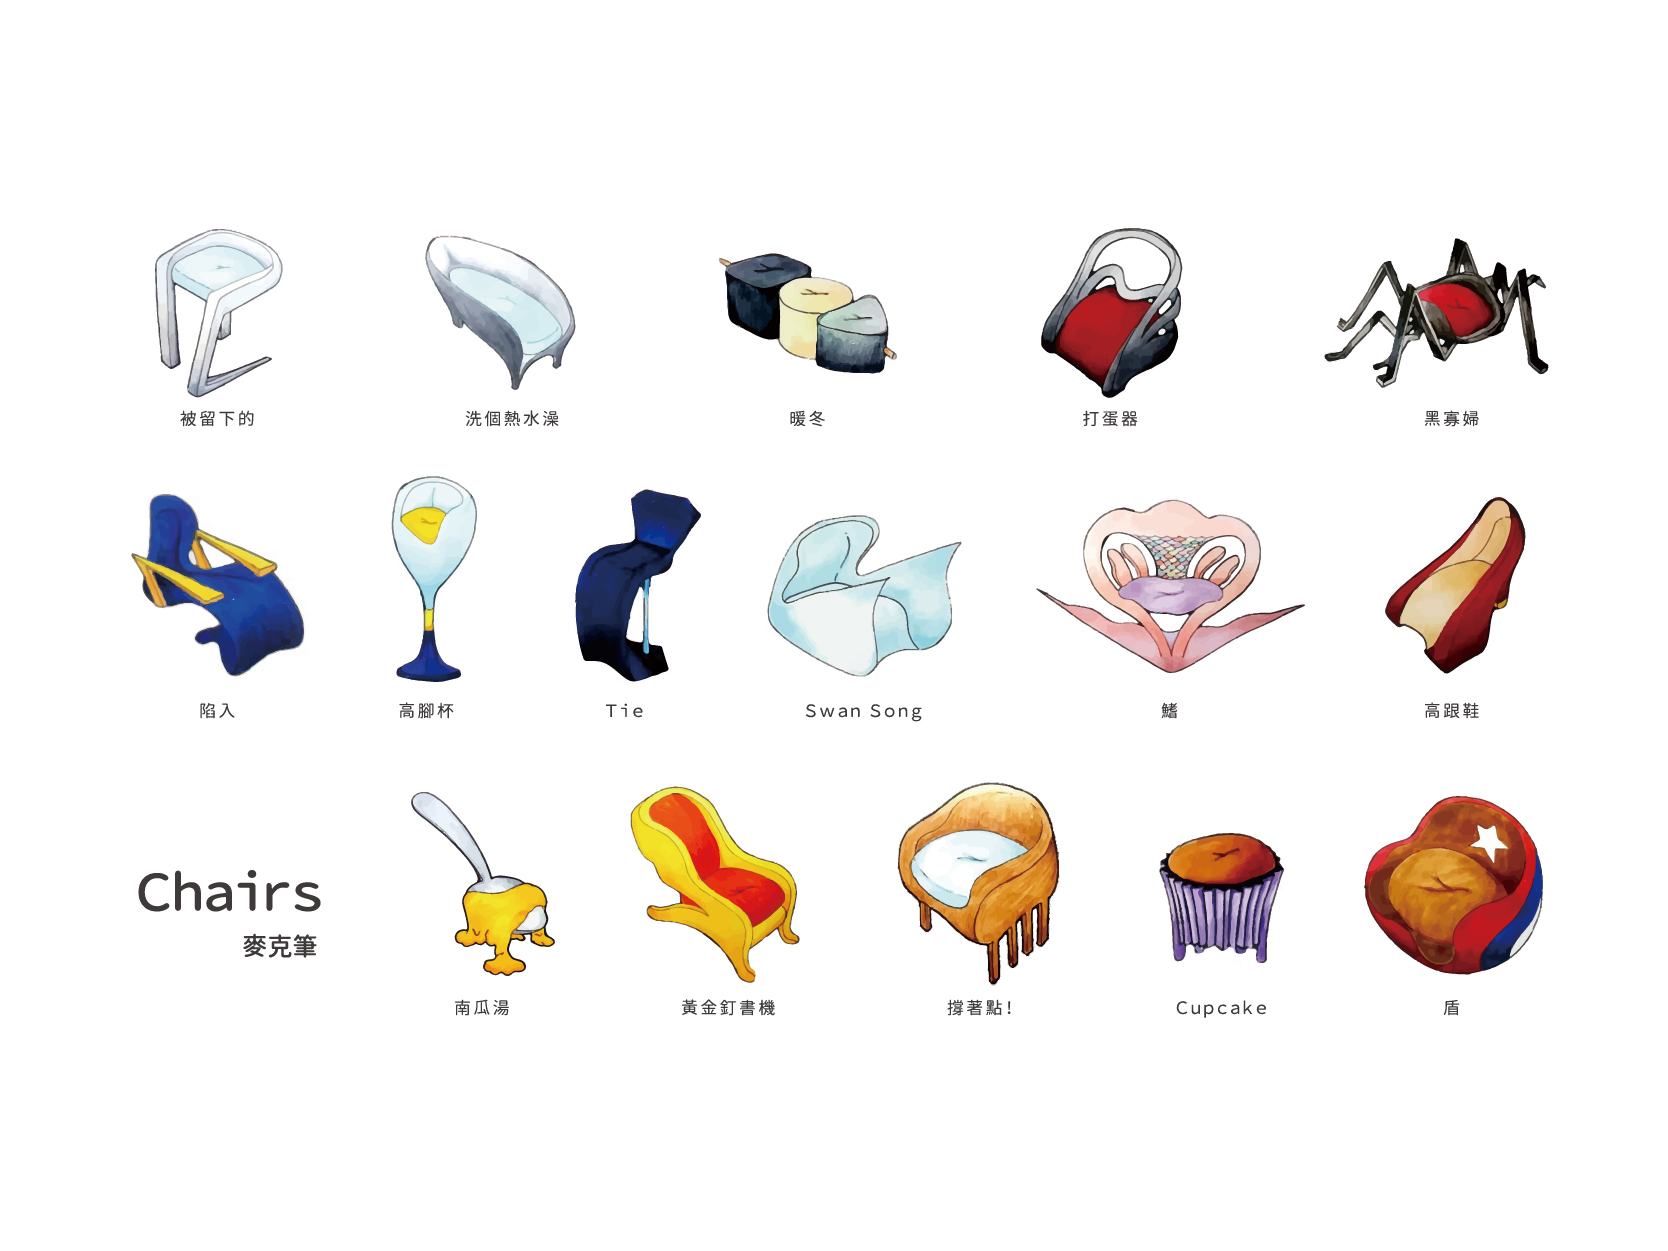 被留下的
洗個熱水澡
暖冬
打蛋器
黑寡婦
陷入
高腳杯
Tie
Swan Song
鰭
高跟鞋
Chairs
麥克筆
南瓜湯
黃金釘書機
撐著點!
Cupcake
盾